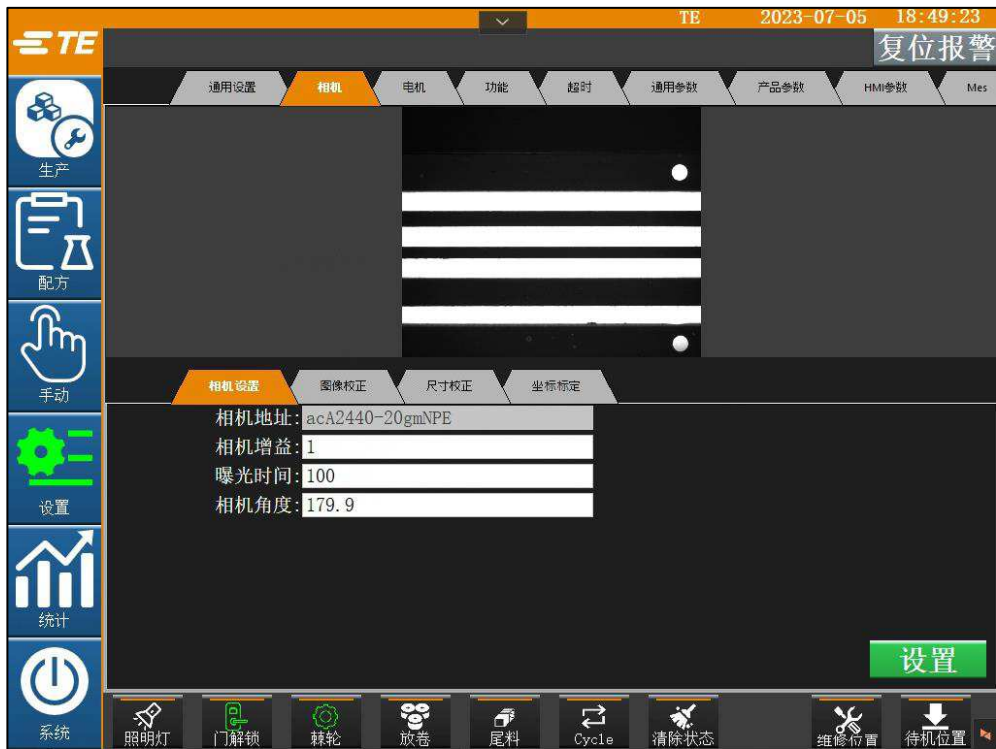 TE 2023-07-05 18:49:23
TE
复位报警
通用设置 相机 电机 功能 超时 通用参数 产品参数 HMI参数 Mes
生产
配方
手动
设置
统计
系统
相机设置 图像校正 尺寸校正 坐标标定
相机地址: acA2440-20gmNPE
相机增益: 1
曝光时间: 100
相机角度: 179.9
设置
照明灯 门解锁 棘轮 放卷 尾料 Cycle 清除状态 维修位置 待机位置